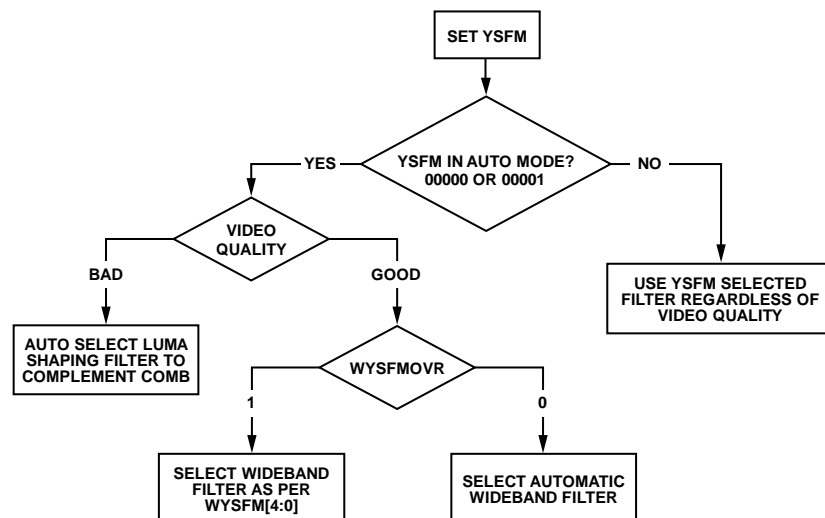 SET YSFM
YSFM IN AUTO MODE?
00000 OR 00001
YES
NO
VIDEO
QUALITY
BAD
GOOD
USE YSFM SELECTED
FILTER REGARDLESS OF
VIDEO QUALITY
AUTO SELECT LUMA
SHAPING FILTER TO
COMPLEMENT COMB
WYSFMOVR
1
0
SELECT WIDEBAND
FILTER AS PER
WYSFM[4:0]
SELECT AUTOMATIC
WIDEBAND FILTER